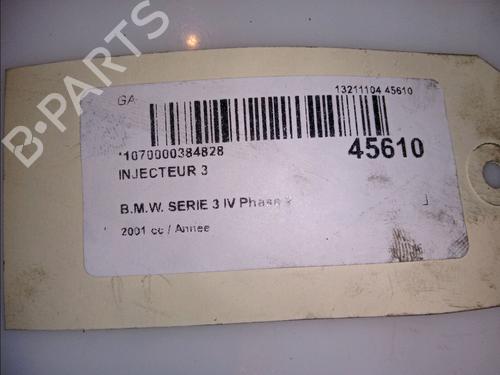 B-PARTS
GA
13211104 45610
*1070000384828
45610
INJECTEUR 3
B.M.W. SERIE 3 IV Phase
2001 cc / Annee